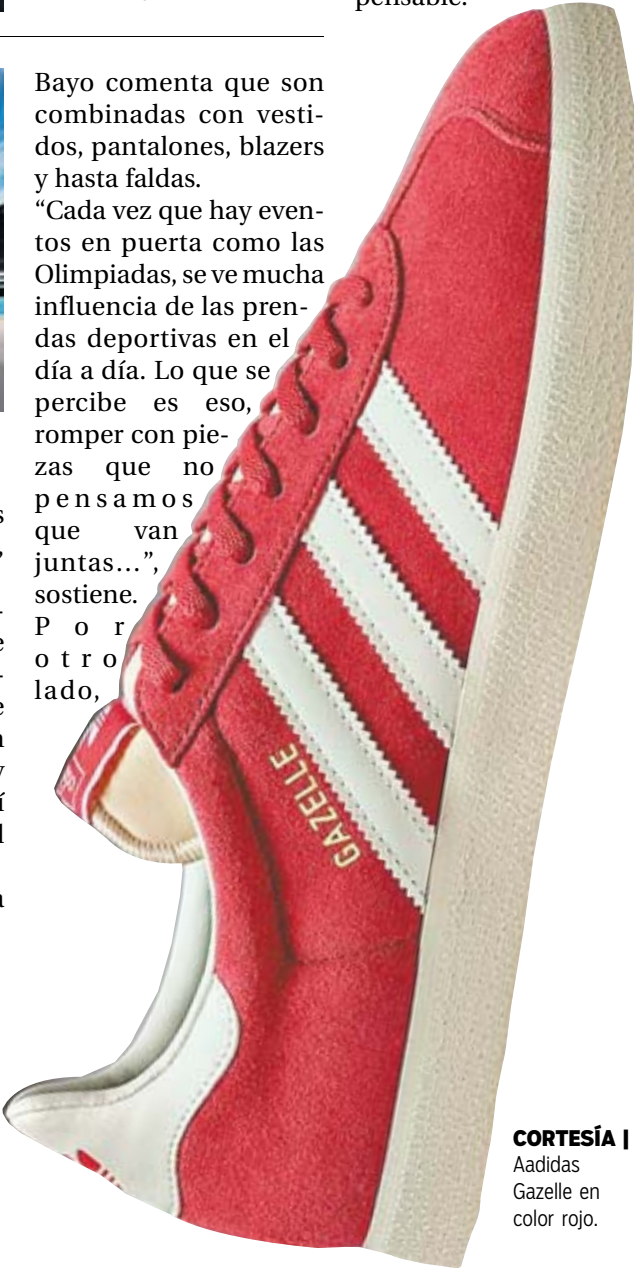 pensable.
Bayo comenta que son
combinadas con vesti-
dos, pantalones, blazers
y hasta faldas.
“Cada vez que hay even-
tos en puerta como las
Olimpiadas, se ve mucha
influencia de las pren-
das deportivas en el
día a día. Lo que se
percibe es eso,
romper con pie-
zas que no
pensamos
que van
juntas…”,
sostiene.
Por
otro
lado,
GAZELLE
CORTESÍA |
Aadidas
Gazelle en
color rojo.